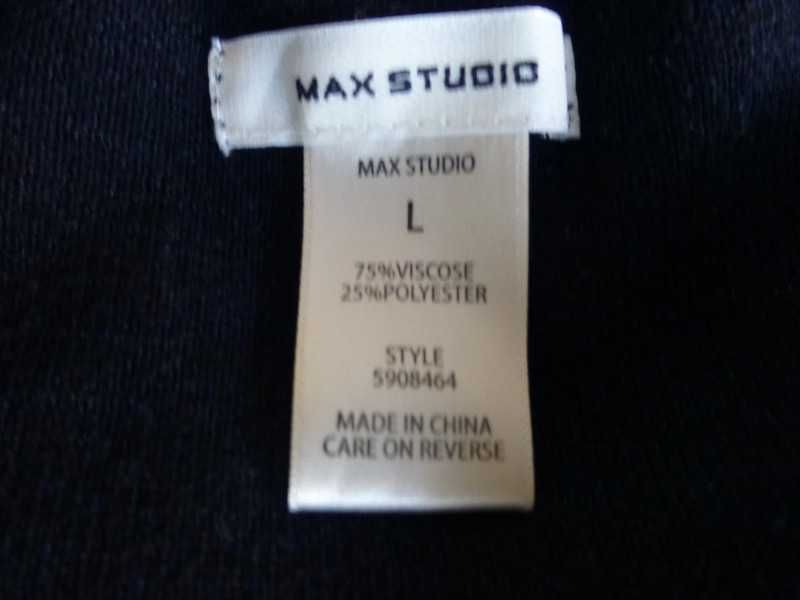 MAX STUDIO
MAX STUDIO
L
75%VISCOSE
25%POLYESTER
STYLE
5908464
MADE IN CHINA
CARE ON REVERSE